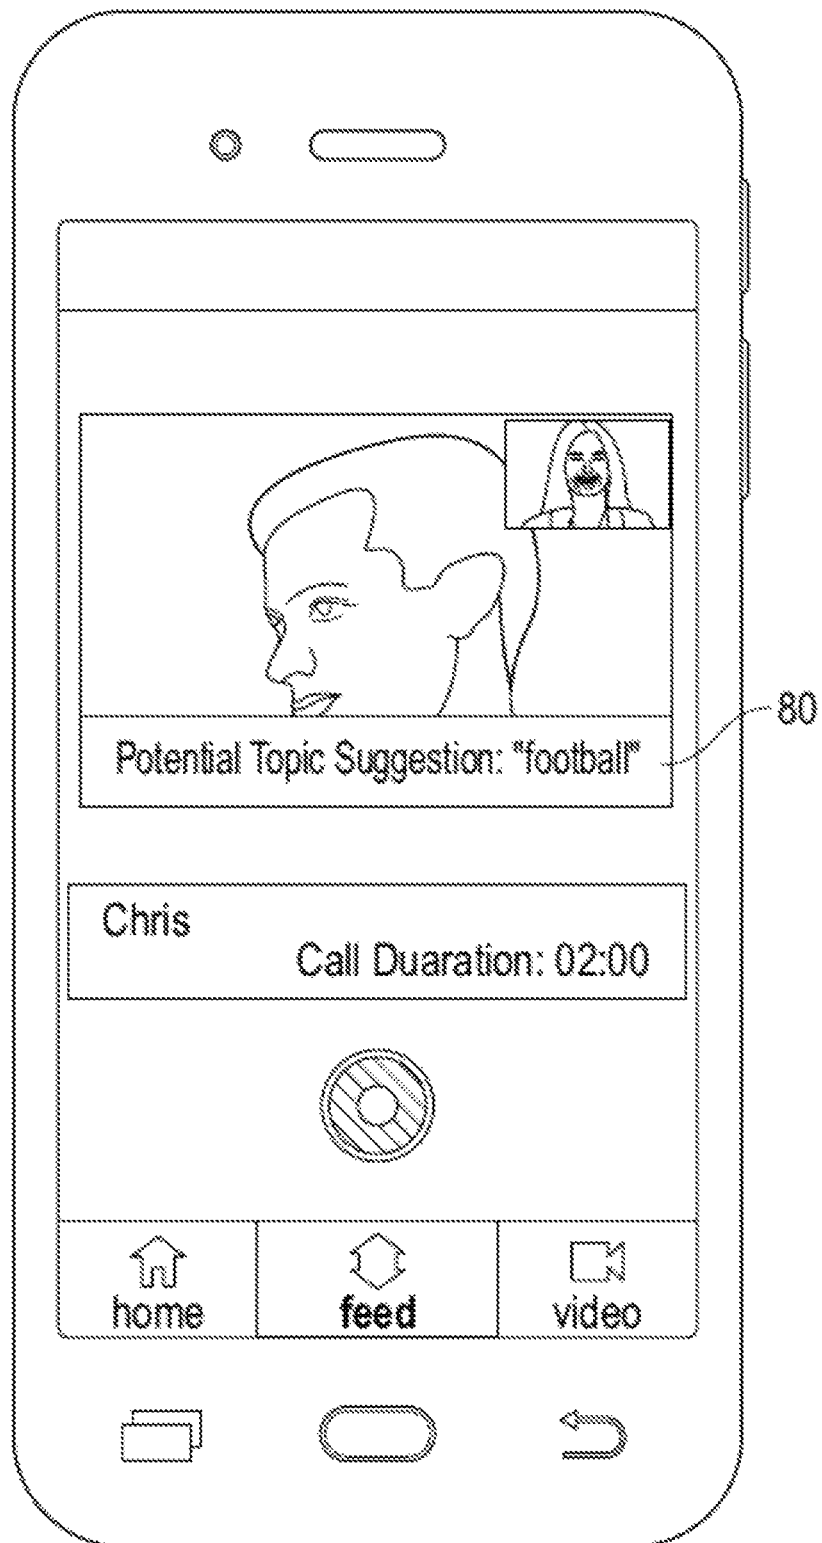 80
Potential Topic Suggestion: "football"
Chris
Call Duaration: 02:00
home feed video